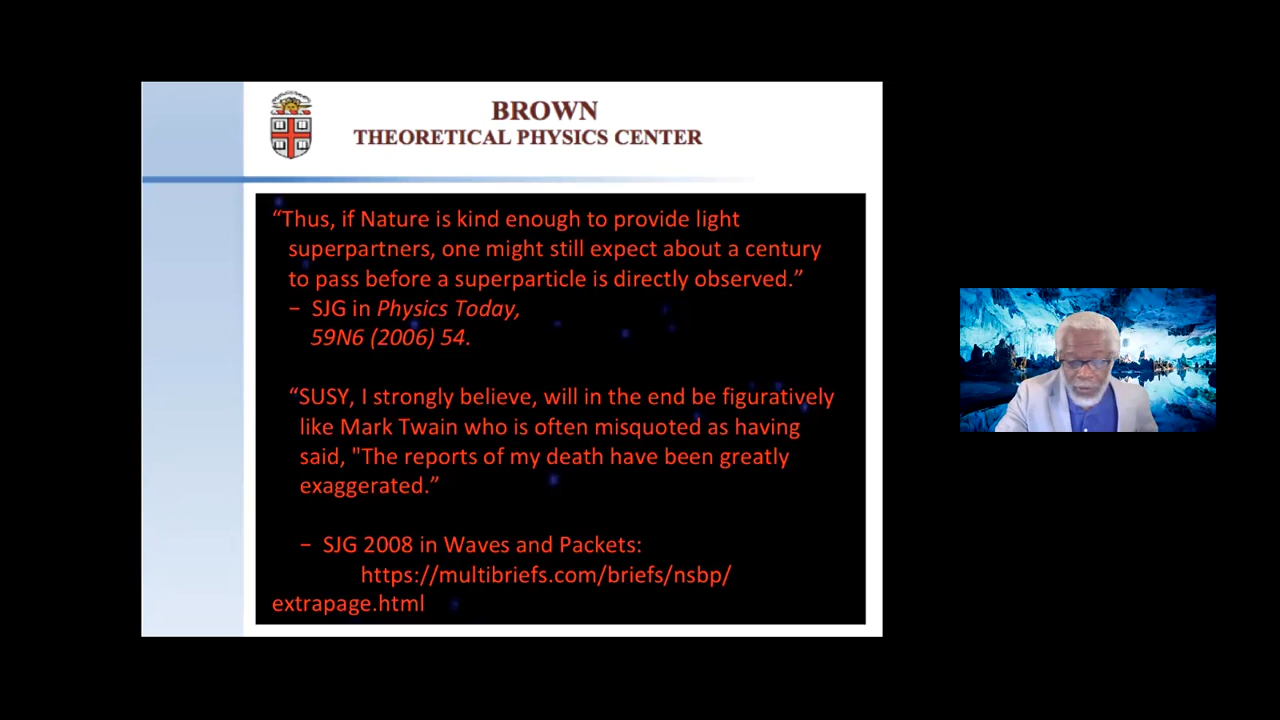 BROWN
THEORETICAL PHYSICS CENTER
“Thus, if Nature is kind enough to provide light
superpartners, one might still expect about a century
to pass before a superparticle is directly observed.”
− SJG in Physics Today,
59N6 (2006) 54.
“SUSY, I strongly believe, will in the end be figuratively
like Mark Twain who is often misquoted as having
said, "The reports of my death have been greatly
exaggerated.”
− SJG 2008 in Waves and Packets:
https://multibriefs.com/briefs/nsbp/
extrapage.html